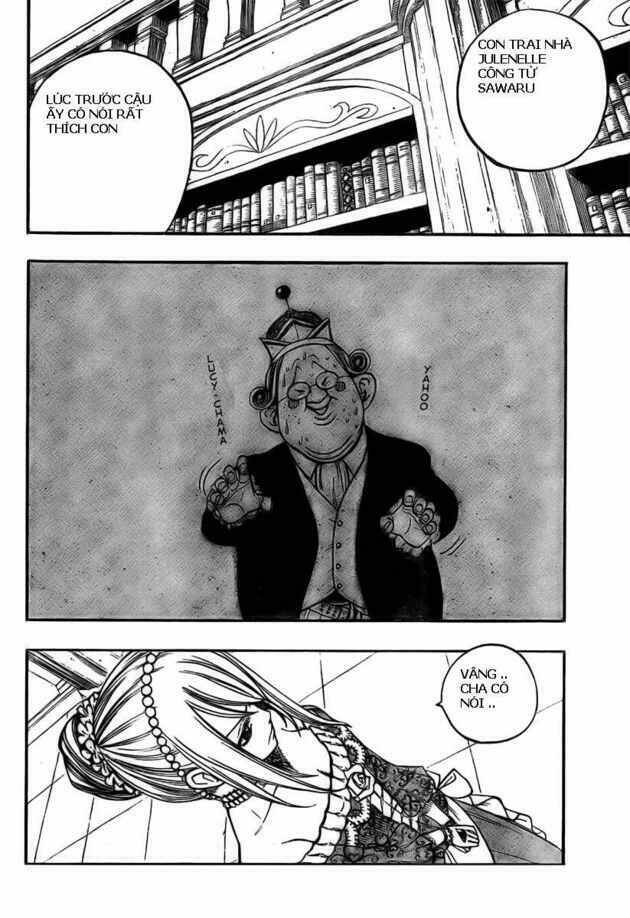 CON TRAI NHÀ
JULENELLE
CÔNG TỬ
SAWARU
LÚC TRƯỚC CẬU
ẤY CÓ NÓI RẤT
THÍCH CON
LUCY-CHAMA
YAHOO
VÂNG ..
CHA CÓ
NÓI ..